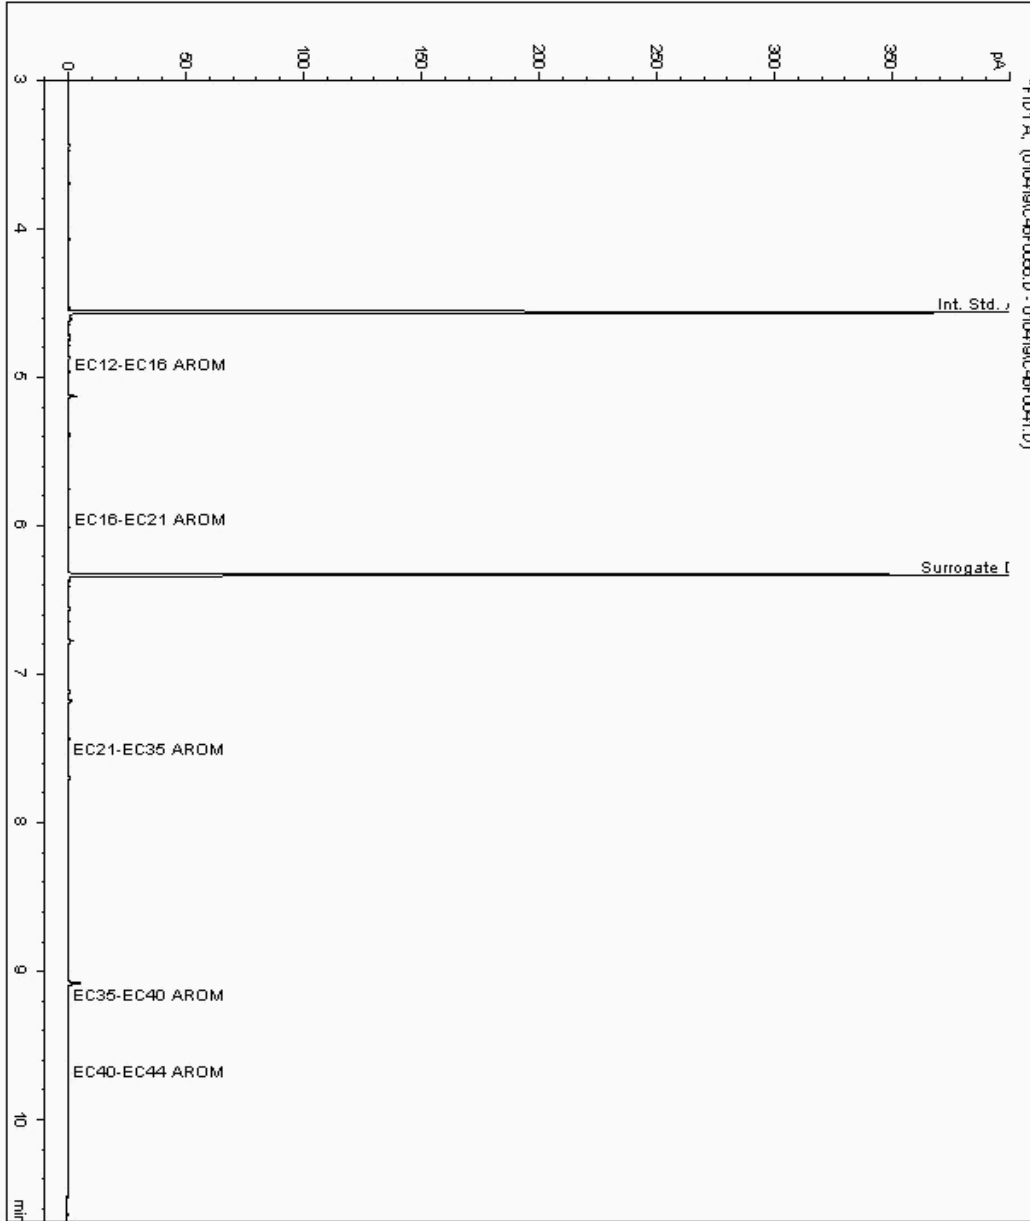 pA
350
300
250
200
150
100
50
0
3
4
5
6
7
8
9
10
min
Int. Std.
EC12-EC16 AROM
EC16-EC21 AROM
Surrogate
EC21-EC35 AROM
EC35-EC40 AROM
EC40-EC44 AROM